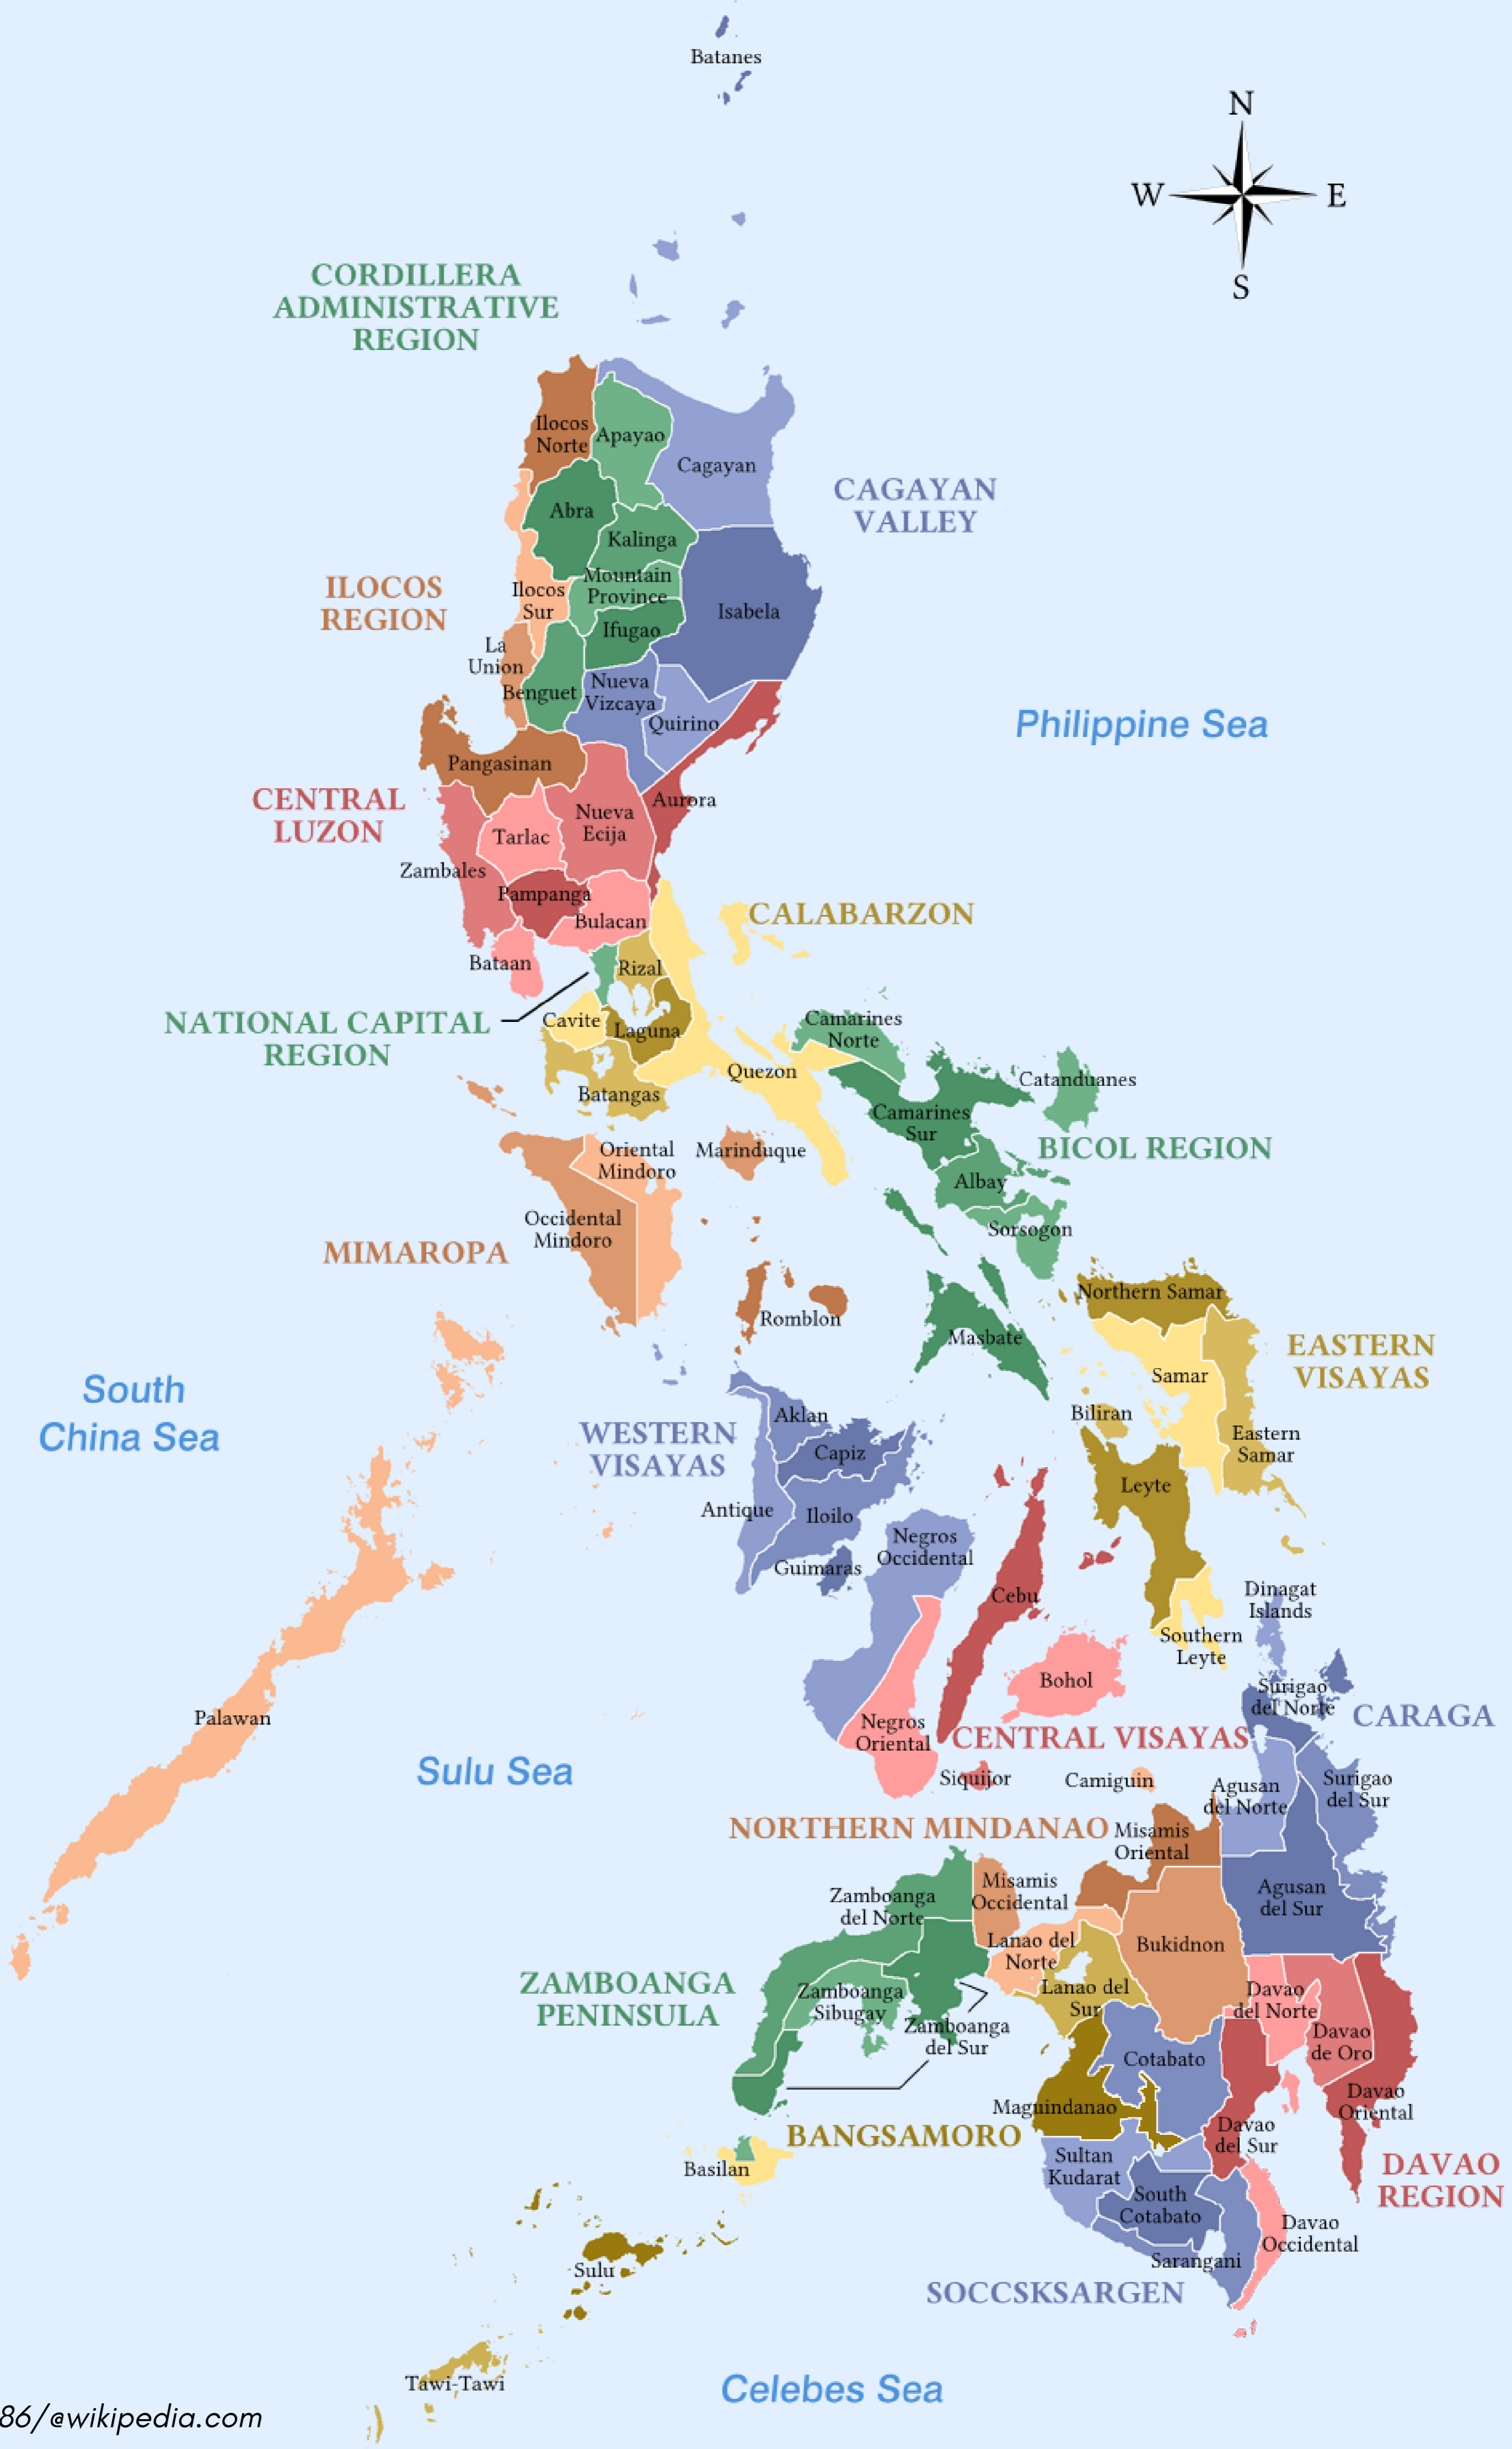 Batanes
N
W
E
S
CORDILLERA
ADMINISTRATIVE
REGION
Ilocos
Norte
Apayao
Cagayan
CAGAYAN
VALLEY
Abra
Kalinga
ILOCOS
REGION
Ilocos
Sur
Mountain
Province
Isabela
Ifugao
La
Union
Benguet
Nueva
Vizcaya
Quirino
Philippine Sea
Pangasinan
CENTRAL
LUZON
Aurora
Nueva
Ecija
Tarlac
Zambales
Pampanga
Bulacan
CALABARZON
Bataan
Rizal
NATIONAL CAPITAL
REGION
Cavite
Laguna
Camarines
Norte
Quezon
Batangas
Catanduanes
Camarines
Sur
BICOL REGION
Oriental
Mindoro
Marinduque
Albay
Occidental
Mindoro
Sorsogon
MIMAROPA
Northern Samar
Romblon
Masbate
EASTERN
VISAYAS
Samar
South
China Sea
WESTERN
VISAYAS
Aklan
Biliran
Capiz
Eastern
Samar
Leyte
Antique
Iloilo
Negros
Occidental
Guimaras
Cebu
Dinagat
Islands
Southern
Leyte
Bohol
Surigao
del Norte
CARAGA
Palawan
Negros
Oriental
CENTRAL VISAYAS
Sulu Sea
Siquijor
Camiguin
Agusan
del Norte
Surigao
del Sur
NORTHERN MINDANAO
Misamis
Oriental
Misamis
Occidental
Zamboanga
del Norte
Agusan
del Sur
Lanao del
Norte
Bukidnon
ZAMBOANGA
PENINSULA
Zamboanga
Sibugay
Lanao del
Sur
Davao
del Norte
Zamboanga
del Sur
Davao
de Oro
Cotabato
Maguindanao
Davao
Oriental
BANGSAMORO
Davao
del Sur
Basilan
Sultan
Kudarat
DAVAO
REGION
South
Cotabato
Davao
Occidental
Sulu
Sarangani
SOCCSKSARGEN
Tawi-Tawi
Celebes Sea
86/@wikipedia.com